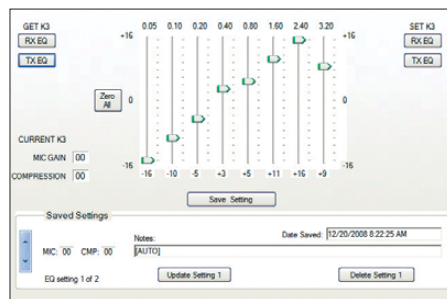 GET K3
RX EQ
TX EQ
0.05 0.10 0.20 0.40 0.80 1.60 2.40 3.20
+16 +16
SET K3
RX EQ
TX EQ
Zero All
0 0
-16 -16
-16 -10 -5 +3 +5 +11 +16 +9
CURRENT K3
MIC GAIN 00
COMPRESSION 00
Save Setting
Saved Settings
Date Saved: 12/20/2008 8:22:25 AM
Notes:
MIC: 00 CMP: 00
[AUTO]
EQ setting 1 of 2
Update Setting 1
Delete Setting 1